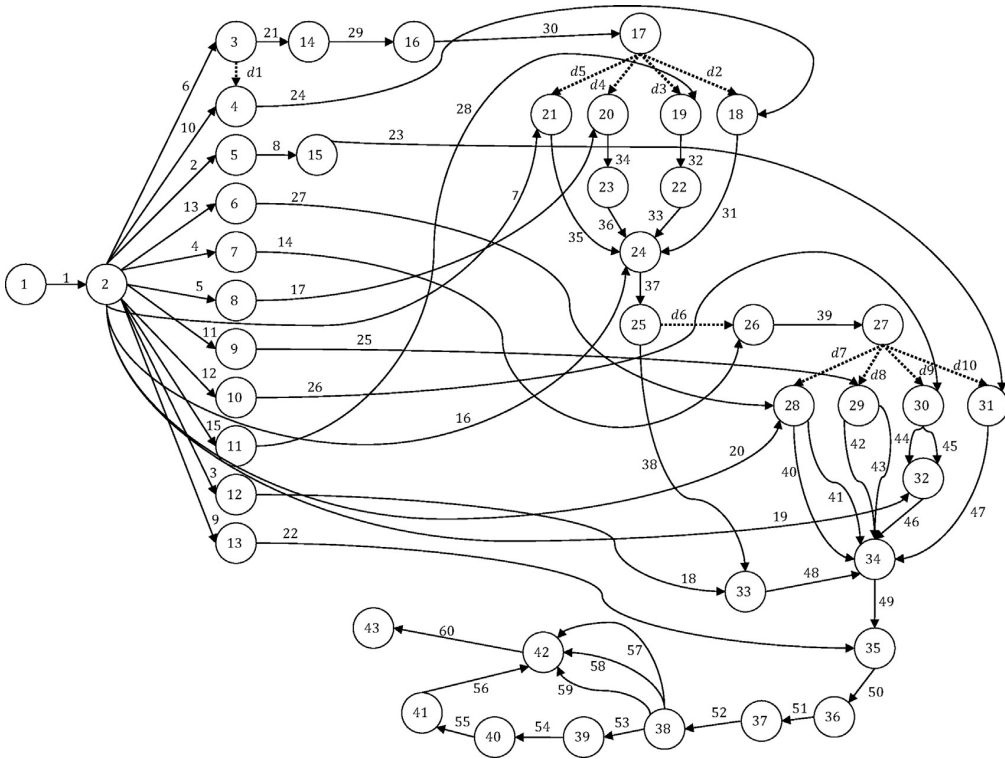 3 21 14 29 16 30 17
d1
6 24 28 d5 d4 d3 d2
10 4 21 20 19 18
2 5 8 15 23
34 32
13 6 27 7 23 22
36 33 31
4 7 14 35 24
1 1 2 5 8 17 37
11 25 d6 26 39 27
9 25 d7 d8 d9 d10
12 10 26 28 29 30 31
15 11 16 20 40 42 44 45
3 12 38 41 43 32
9 13 22 19 46 47
18 33 48 34
49
43 60 42 57 35
58
56 59 50
41 55 40 54 39 53 38 52 37 51 36